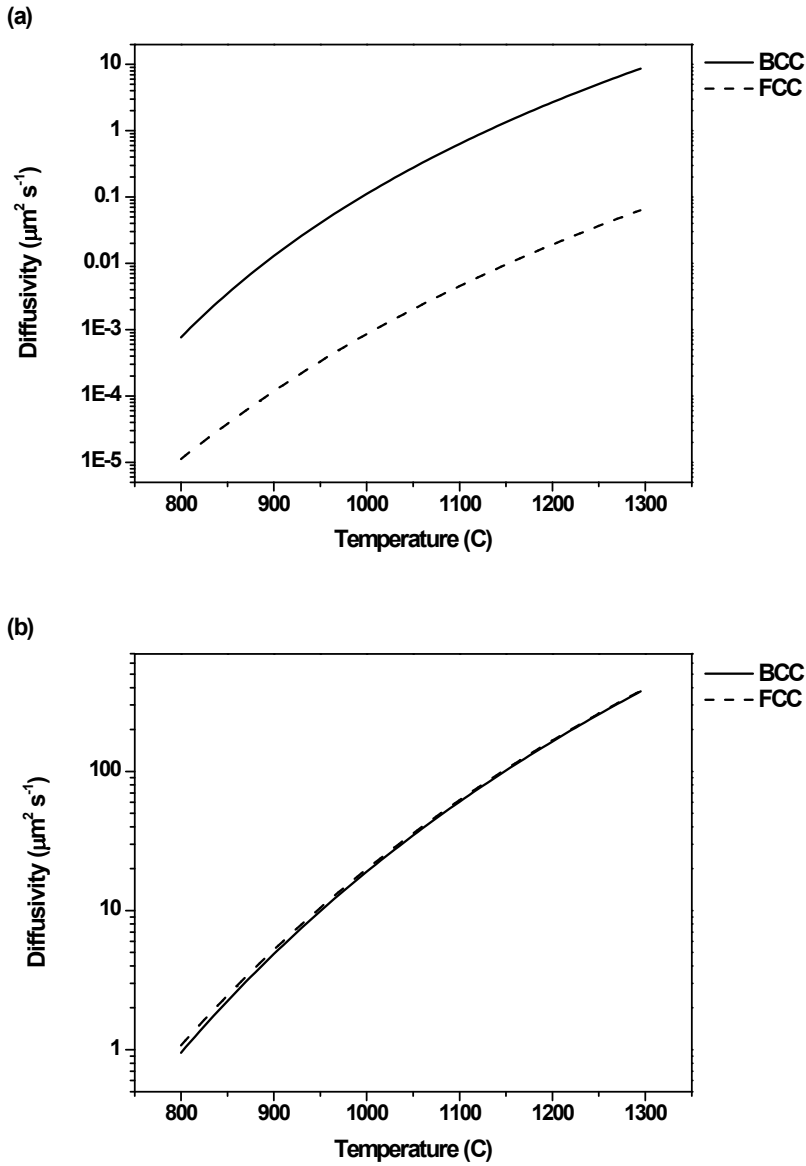 (a)
10
1
0.1
0.01
1E-3
1E-4
1E-5
Diffusivity (µm² s⁻¹)
800 900 1000 1100 1200 1300
Temperature (C)
BCC
FCC
(b)
100
10
1
Diffusivity (µm² s⁻¹)
800 900 1000 1100 1200 1300
Temperature (C)
BCC
FCC